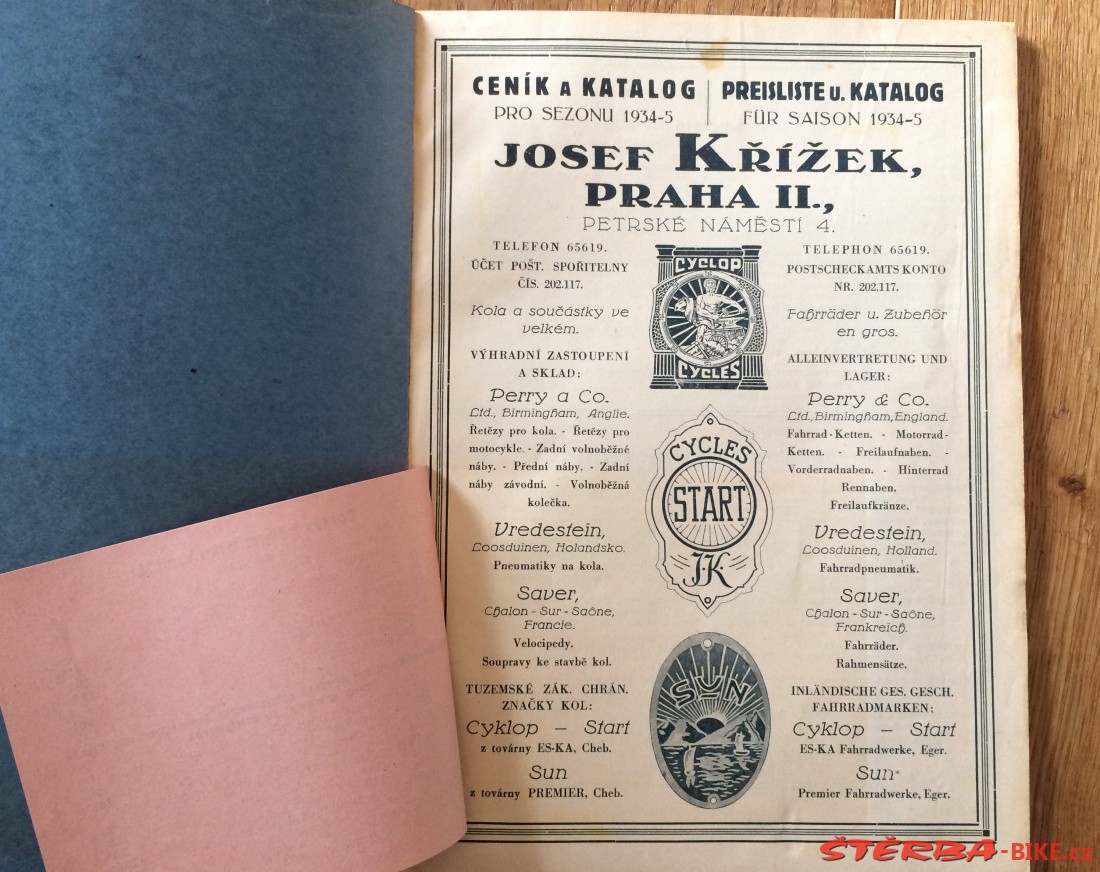 CENÍK A KATALOG
PRO SEZONU 1934-5
PREISLISTE U. KATALOG
FÜR SAISON 1934-5
JOSEF KŘÍŽEK,
PRAHA II.,
PETRSKÉ NÁMĚSTÍ 4.
TELEFON 65619.
ÚČET POŠT. SPOŘITELNY
ČÍS. 202.117.
Kola a součástky ve
velkém.
VÝHRADNÍ ZASTOUPENÍ
A SKLAD:
Perry a Co.
Ltd., Birmingham, Anglie.
Řetězy pro kola. - Řetězy pro
motocykle. - Zadní volnoběžné
náby. - Přední náby. - Zadní
náby závodní. - Volnoběžná
kolečka.
Vredestein,
Loosduinen, Holandsko.
Pneumatiky na kola.
Saver,
Chalon - Sur - Saône,
Francie.
Velocipedy.
Soupravy ke stavbě kol.
TUZEMSKÉ ZÁK. CHRÁN.
ZNAČKY KOL:
Cyklop – Start
z továrny ES-KA, Cheb.
Sun
z továrny PREMIER, Cheb.
CYCLOP
CYCLES
CYCLES
START
J.K.
SUN
TELEPHON 65619.
POSTSCHECKAMTS KONTO
NR. 202.117.
Fahrräder u. Zubehör
en gros.
ALLEINVERTRETUNG UND
LAGER:
Perry & Co.
Ltd., Birmingham, England.
Fahrrad-Ketten. - Motorrad-
Ketten. - Freilaufnaben. -
Vorderradnaben. - Hinterrad
Rennaben.
Freilaufkränze.
Vredestein,
Loosduinen, Holland.
Fahrradpneumatik.
Saver,
Chalon - Sur - Saône,
Frankreich.
Fahrräder.
Rahmensätze.
INLÄNDISCHE GES. GESCH.
FAHRRADMARKEN:
Cyklop – Start
ES-KA Fahrradwerke, Eger.
Sun
Premier Fahrradwerke, Eger.
ŠTĚRBA-BIKE.cz